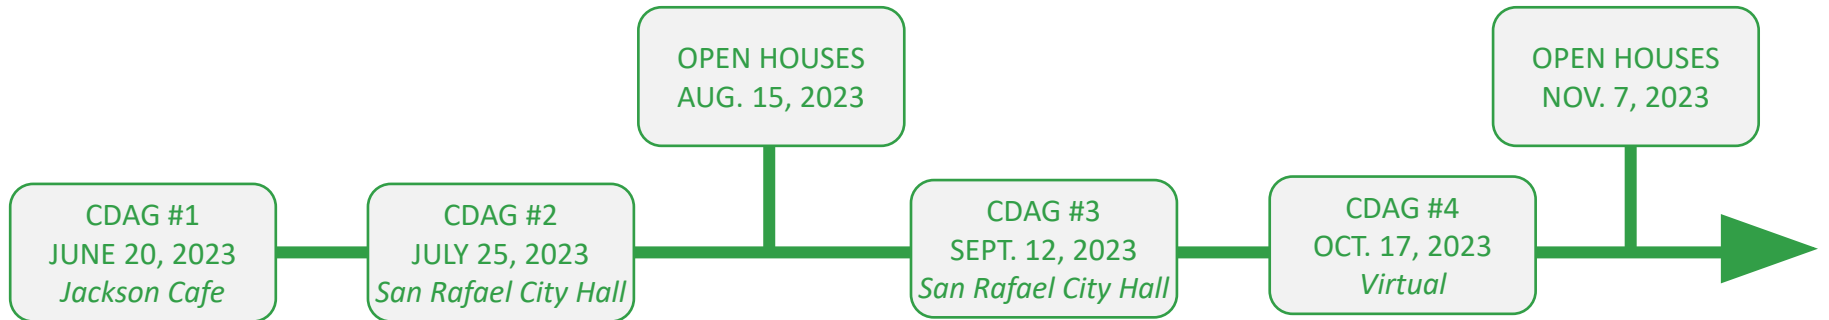 CDAG #1
JUNE 20, 2023
Jackson Cafe
CDAG #2
JULY 25, 2023
San Rafael City Hall
OPEN HOUSES
AUG. 15, 2023
CDAG #3
SEPT. 12, 2023
San Rafael City Hall
CDAG #4
OCT. 17, 2023
Virtual
OPEN HOUSES
NOV. 7, 2023